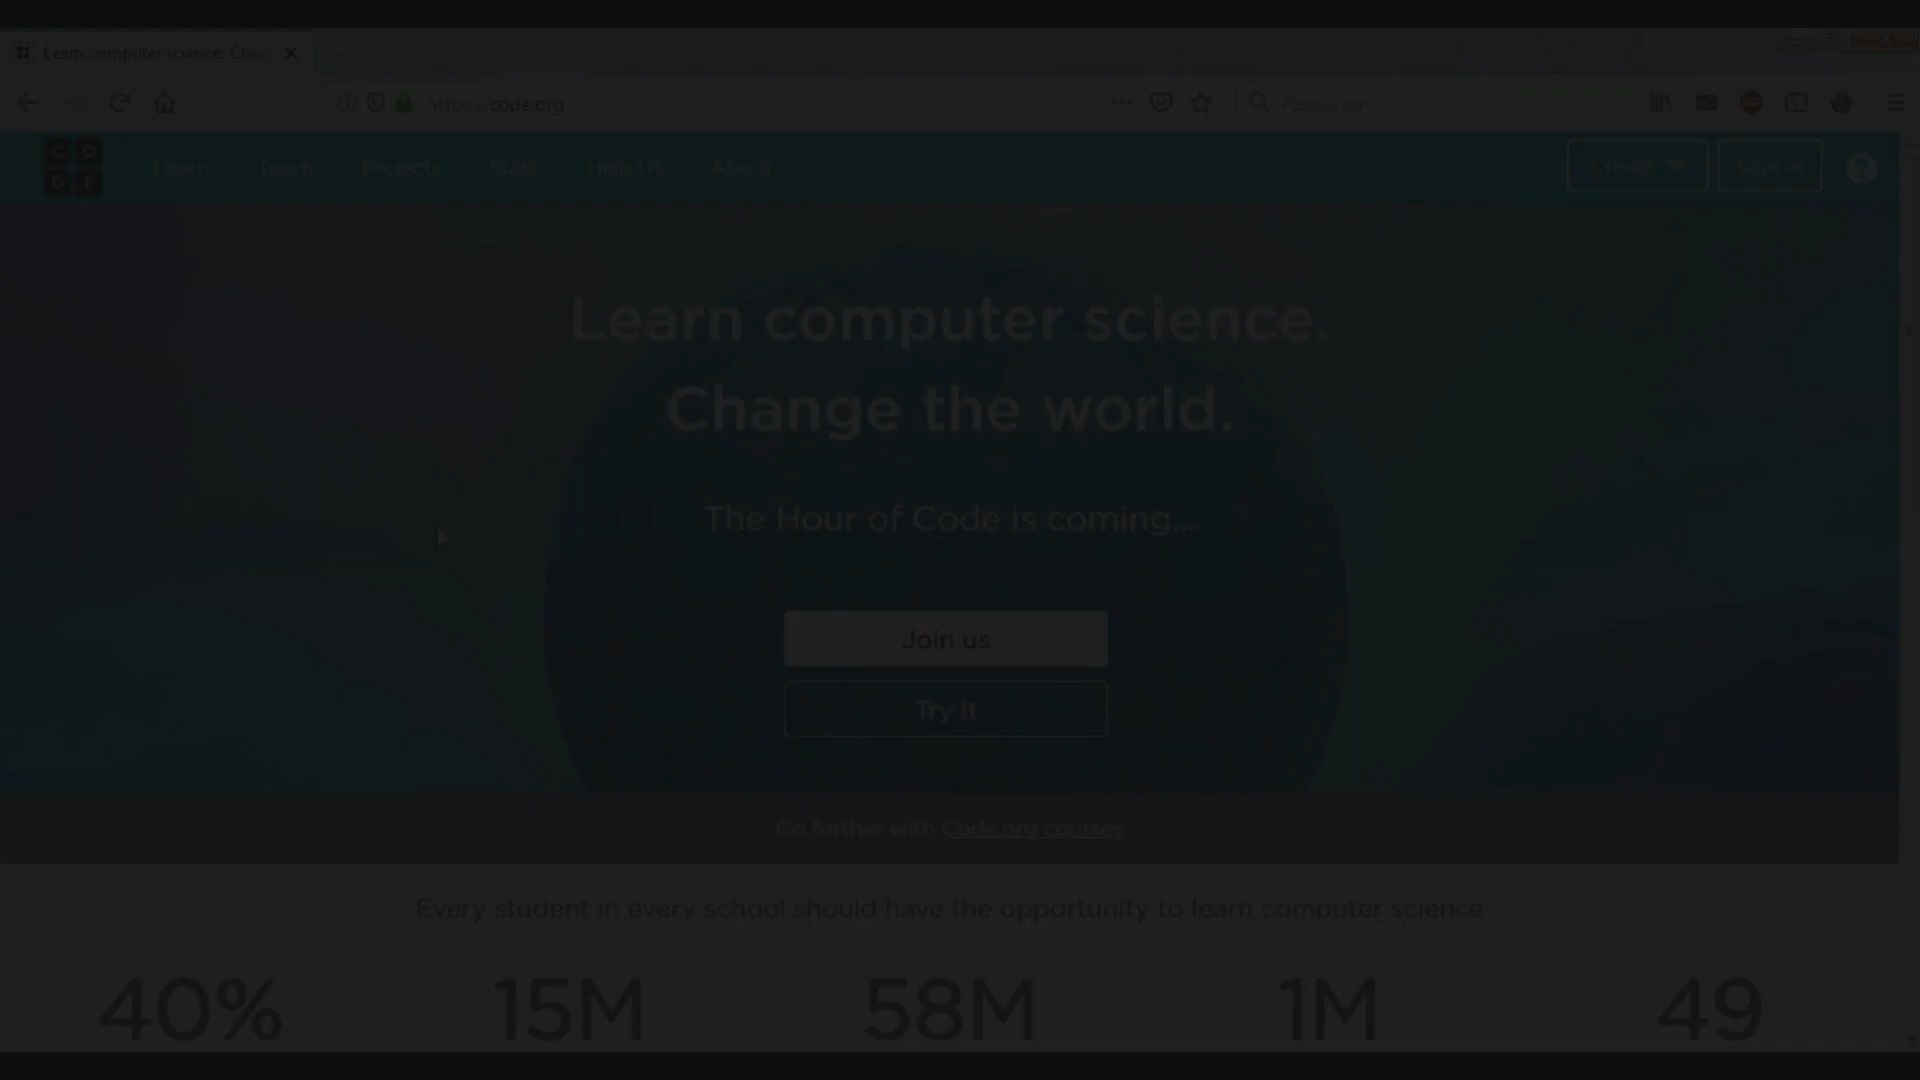 Learn computer science. Chan
https://code.org
Pesquisar
C O
D E
Learn
Teach
Projects
Stats
Help Us
About
Create
Sign in
?
Learn computer science.
Change the world.
The Hour of Code is coming...
Join us
Try it
Go further with Code.org courses
Every student in every school should have the opportunity to learn computer science
40%
15M
58M
1M
49